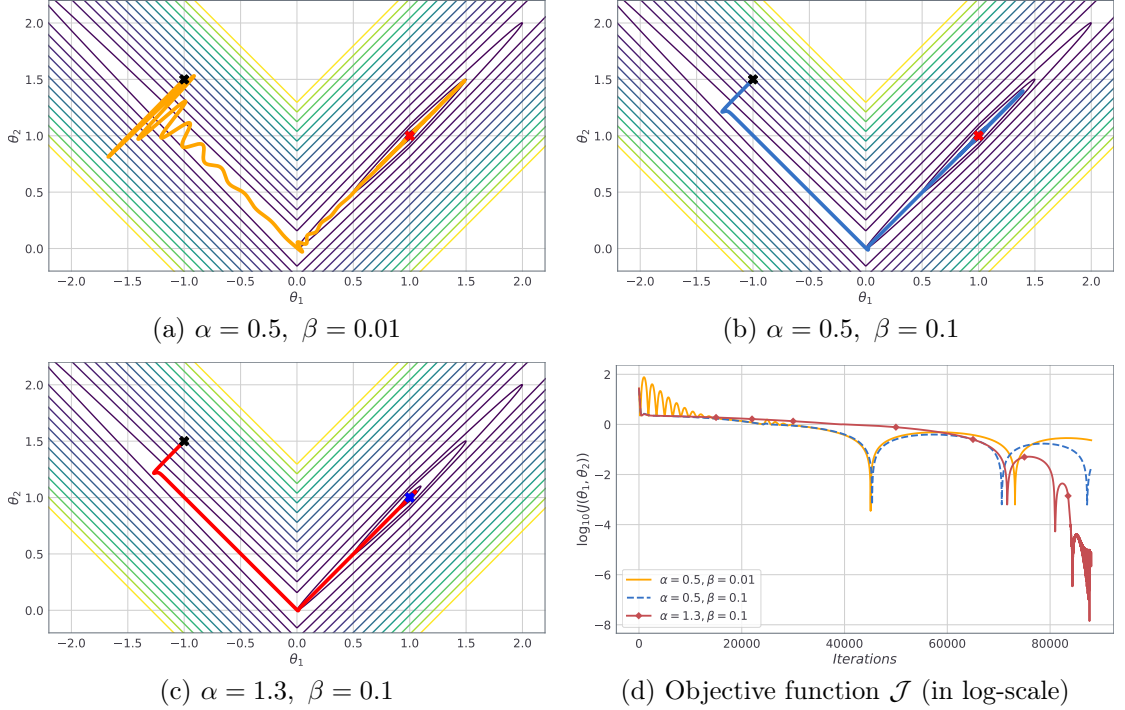 2.0
1.5
1.0
0.5
0.0
θ₂
−2.0 −1.5 −1.0 −0.5 0.0 0.5 1.0 1.5 2.0
θ₁
(a) α = 0.5, β = 0.01
2.0
1.5
1.0
0.5
0.0
θ₂
−2.0 −1.5 −1.0 −0.5 0.0 0.5 1.0 1.5 2.0
θ₁
(b) α = 0.5, β = 0.1
2.0
1.5
1.0
0.5
0.0
θ₂
−2.0 −1.5 −1.0 −0.5 0.0 0.5 1.0 1.5 2.0
θ₁
(c) α = 1.3, β = 0.1
2
0
−2
−4
−6
−8
log₁₀(J(θ₁, θ₂))
α = 0.5, β = 0.01
α = 0.5, β = 0.1
α = 1.3, β = 0.1
0 20000 40000 60000 80000
Iterations
(d) Objective function 𝒥 (in log-scale)